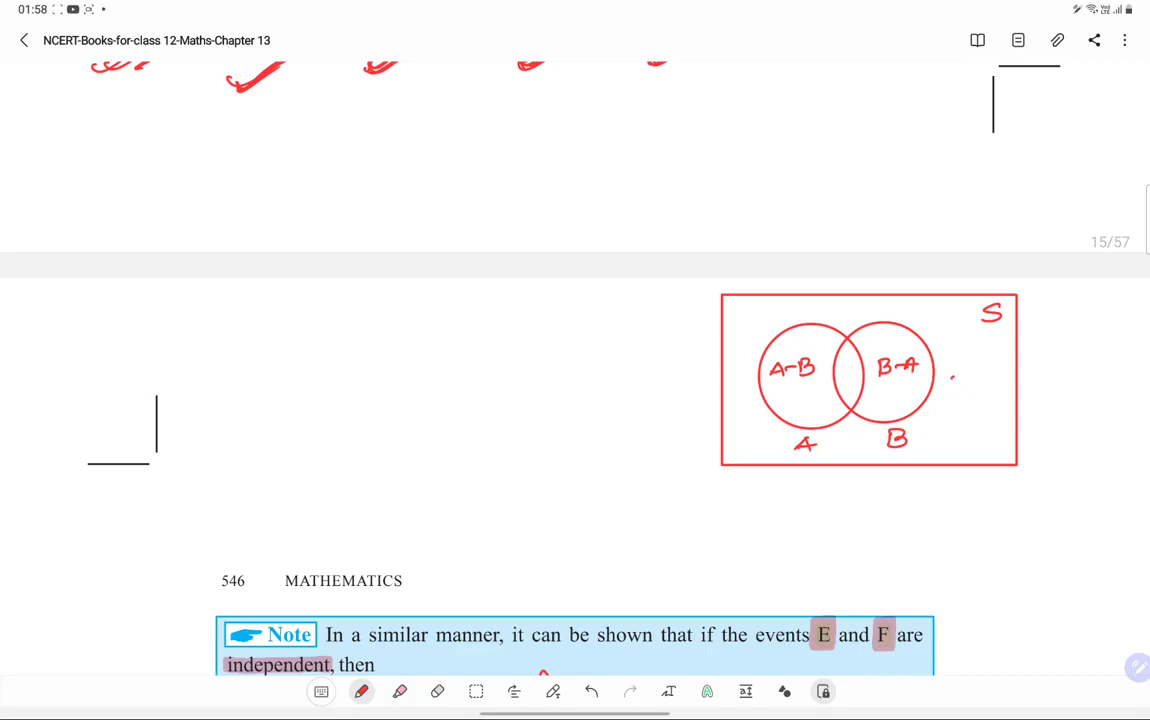 01:58
NCERT-Books-for-class 12-Maths-Chapter 13
15/57
S
A-B B-A
A B
546 MATHEMATICS
Note In a similar manner, it can be shown that if the events E and F are
independent, then